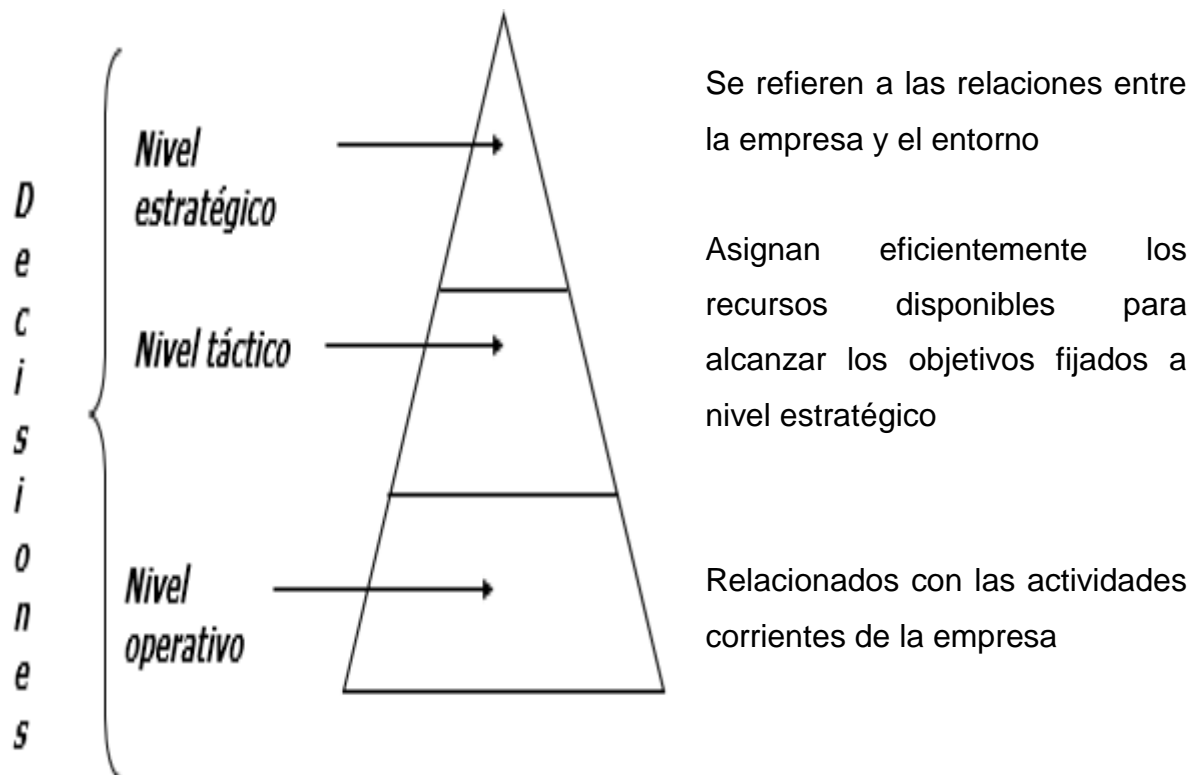 Decisiones
Nivel
estratégico
Se refieren a las relaciones entre
la empresa y el entorno
Nivel táctico
Asignan eficientemente los
recursos disponibles para
alcanzar los objetivos fijados a
nivel estratégico
Nivel
operativo
Relacionados con las actividades
corrientes de la empresa